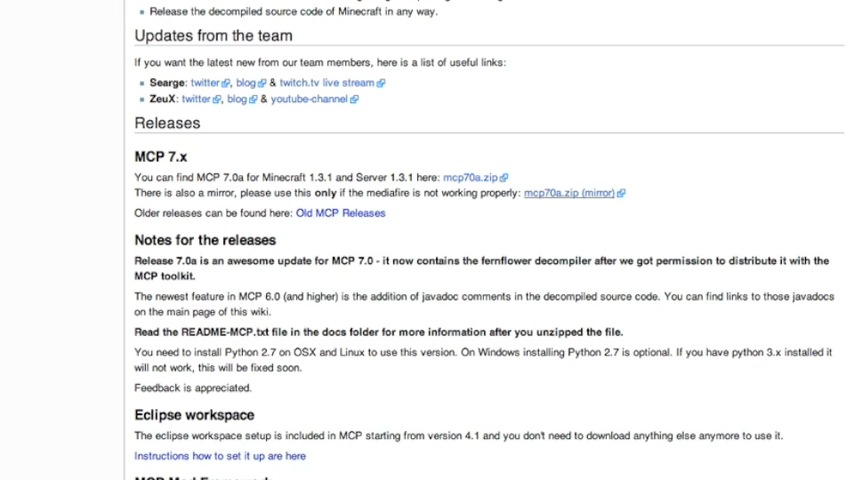 Release the decompiled source code of Minecraft in any way.
Updates from the team
If you want the latest new from our team members, here is a list of useful links:
Searge: twitter, blog & twitch.tv live stream
ZeuX: twitter, blog & youtube-channel
Releases
MCP 7.x
You can find MCP 7.0a for Minecraft 1.3.1 and Server 1.3.1 here: mcp70a.zip
There is also a mirror, please use this only if the mediafire is not working properly: mcp70a.zip (mirror)
Older releases can be found here: Old MCP Releases
Notes for the releases
Release 7.0a is an awesome update for MCP 7.0 - it now contains the fernflower decompiler after we got permission to distribute it with the
MCP toolkit.
The newest feature in MCP 6.0 (and higher) is the addition of javadoc comments in the decompiled source code. You can find links to those javadocs
on the main page of this wiki.
Read the README-MCP.txt file in the docs folder for more information after you unzipped the file.
You need to install Python 2.7 on OSX and Linux to use this version. On Windows installing Python 2.7 is optional. If you have python 3.x installed it
will not work, this will be fixed soon.
Feedback is appreciated.
Eclipse workspace
The eclipse workspace setup is included in MCP starting from version 4.1 and you don't need to download anything else anymore to use it.
Instructions how to set it up are here